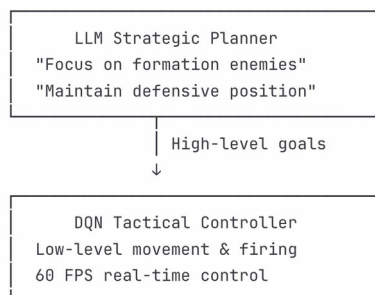 LLM Strategic Planner
"Focus on formation enemies"
"Maintain defensive position"
High-level goals
DQN Tactical Controller
Low-level movement & firing
60 FPS real-time control